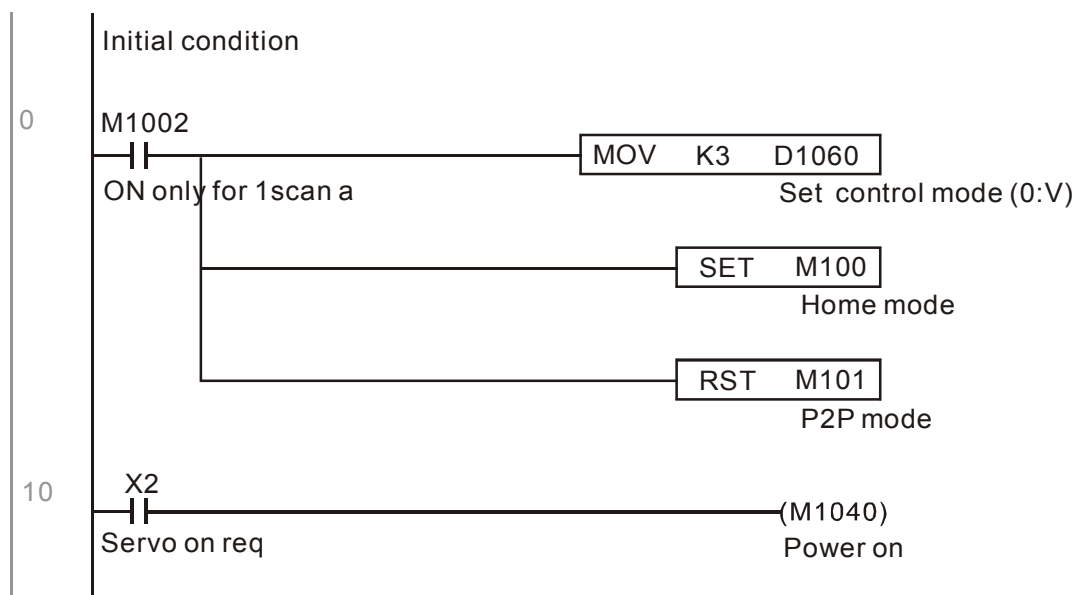 Initial condition
0
M1002
MOV K3 D1060
ON only for 1scan a
Set control mode (0:V)
SET M100
Home mode
RST M101
P2P mode
10
X2
(M1040)
Servo on req
Power on